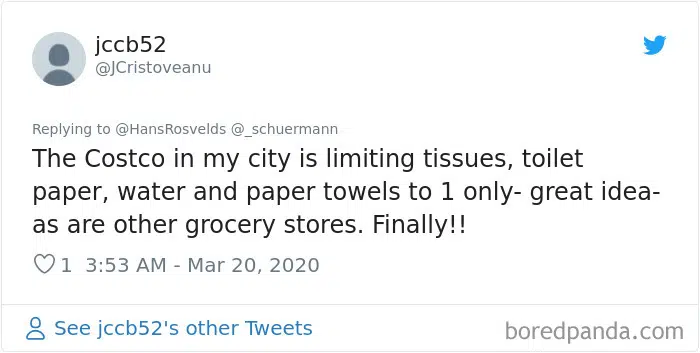 jccb52
@JCristoveanu
Replying to @HansRosvelds @_schuermann
The Costco in my city is limiting tissues, toilet
paper, water and paper towels to 1 only- great idea-
as are other grocery stores. Finally!!
1 3:53 AM - Mar 20, 2020
See jccb52's other Tweets
boredpanda.com